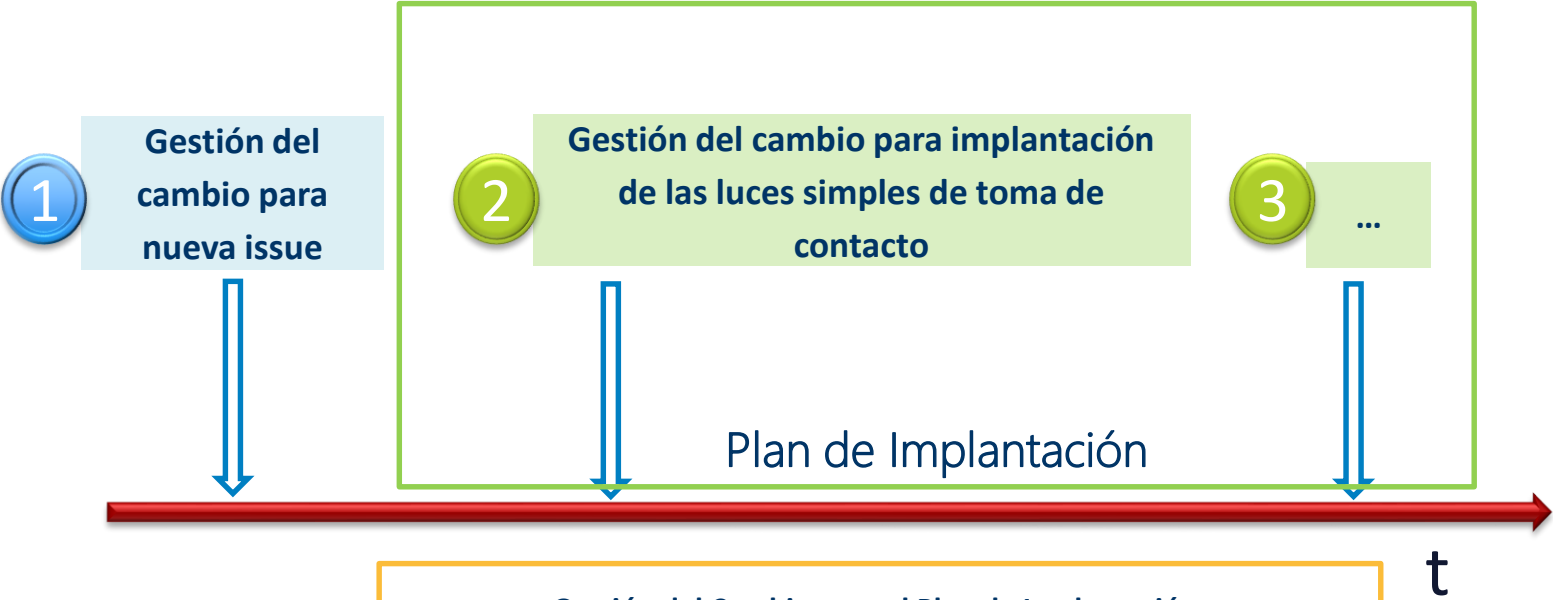 1
Gestión del
cambio para
nueva issue
2
Gestión del cambio para implantación
de las luces simples de toma de
contacto
3
...
Plan de Implantación
t